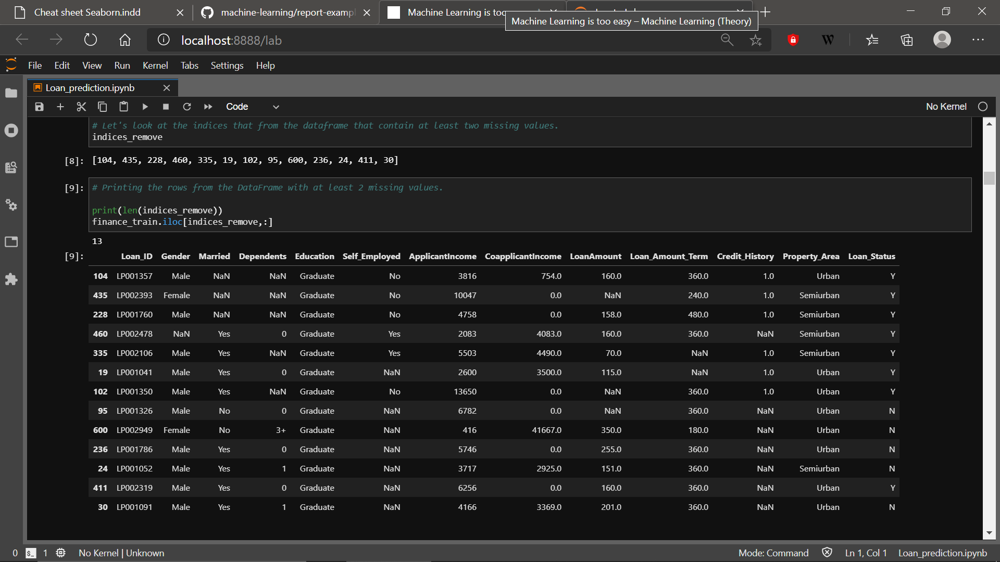 Cheat sheet Seaborn.indd
machine-learning/report-exampl
Machine Learning is too
Machine Learning is too easy – Machine Learning (Theory)
localhost:8888/lab
W
File Edit View Run Kernel Tabs Settings Help
Loan_prediction.ipynb
Code
No Kernel
# Let's look at the indices that from the dataframe that contain at least two missing values.
indices_remove
[8]: [104, 435, 228, 460, 335, 19, 102, 95, 600, 236, 24, 411, 30]
[9]: # Printing the rows from the DataFrame with at least 2 missing values.
print(len(indices_remove))
finance_train.iloc[indices_remove,:]
13
[9]: Loan_ID Gender Married Dependents Education Self_Employed ApplicantIncome CoapplicantIncome LoanAmount Loan_Amount_Term Credit_History Property_Area Loan_Status
104 LP001357 Male NaN NaN Graduate No 3816 754.0 160.0 360.0 1.0 Urban Y
435 LP002393 Female NaN NaN Graduate No 10047 0.0 NaN 240.0 1.0 Semiurban Y
228 LP001760 Male NaN NaN Graduate No 4758 0.0 158.0 480.0 1.0 Semiurban Y
460 LP002478 NaN Yes 0 Graduate Yes 2083 4083.0 160.0 360.0 NaN Semiurban Y
335 LP002106 Male Yes NaN Graduate Yes 5503 4490.0 70.0 NaN 1.0 Semiurban Y
19 LP001041 Male Yes 0 Graduate NaN 2600 3500.0 115.0 NaN 1.0 Urban Y
102 LP001350 Male Yes NaN Graduate No 13650 0.0 NaN 360.0 1.0 Urban Y
95 LP001326 Male No 0 Graduate NaN 6782 0.0 NaN 360.0 NaN Urban N
600 LP002949 Female No 3+ Graduate NaN 416 41667.0 350.0 180.0 NaN Urban N
236 LP001786 Male Yes 0 Graduate NaN 5746 0.0 255.0 360.0 NaN Urban N
24 LP001052 Male Yes 1 Graduate NaN 3717 2925.0 151.0 360.0 NaN Semiurban N
411 LP002319 Male Yes 0 Graduate NaN 6256 0.0 160.0 360.0 NaN Urban Y
30 LP001091 Male Yes 1 Graduate NaN 4166 3369.0 201.0 360.0 NaN Urban N
0 $_ 1 No Kernel | Unknown
Mode: Command Ln 1, Col 1 Loan_prediction.ipynb